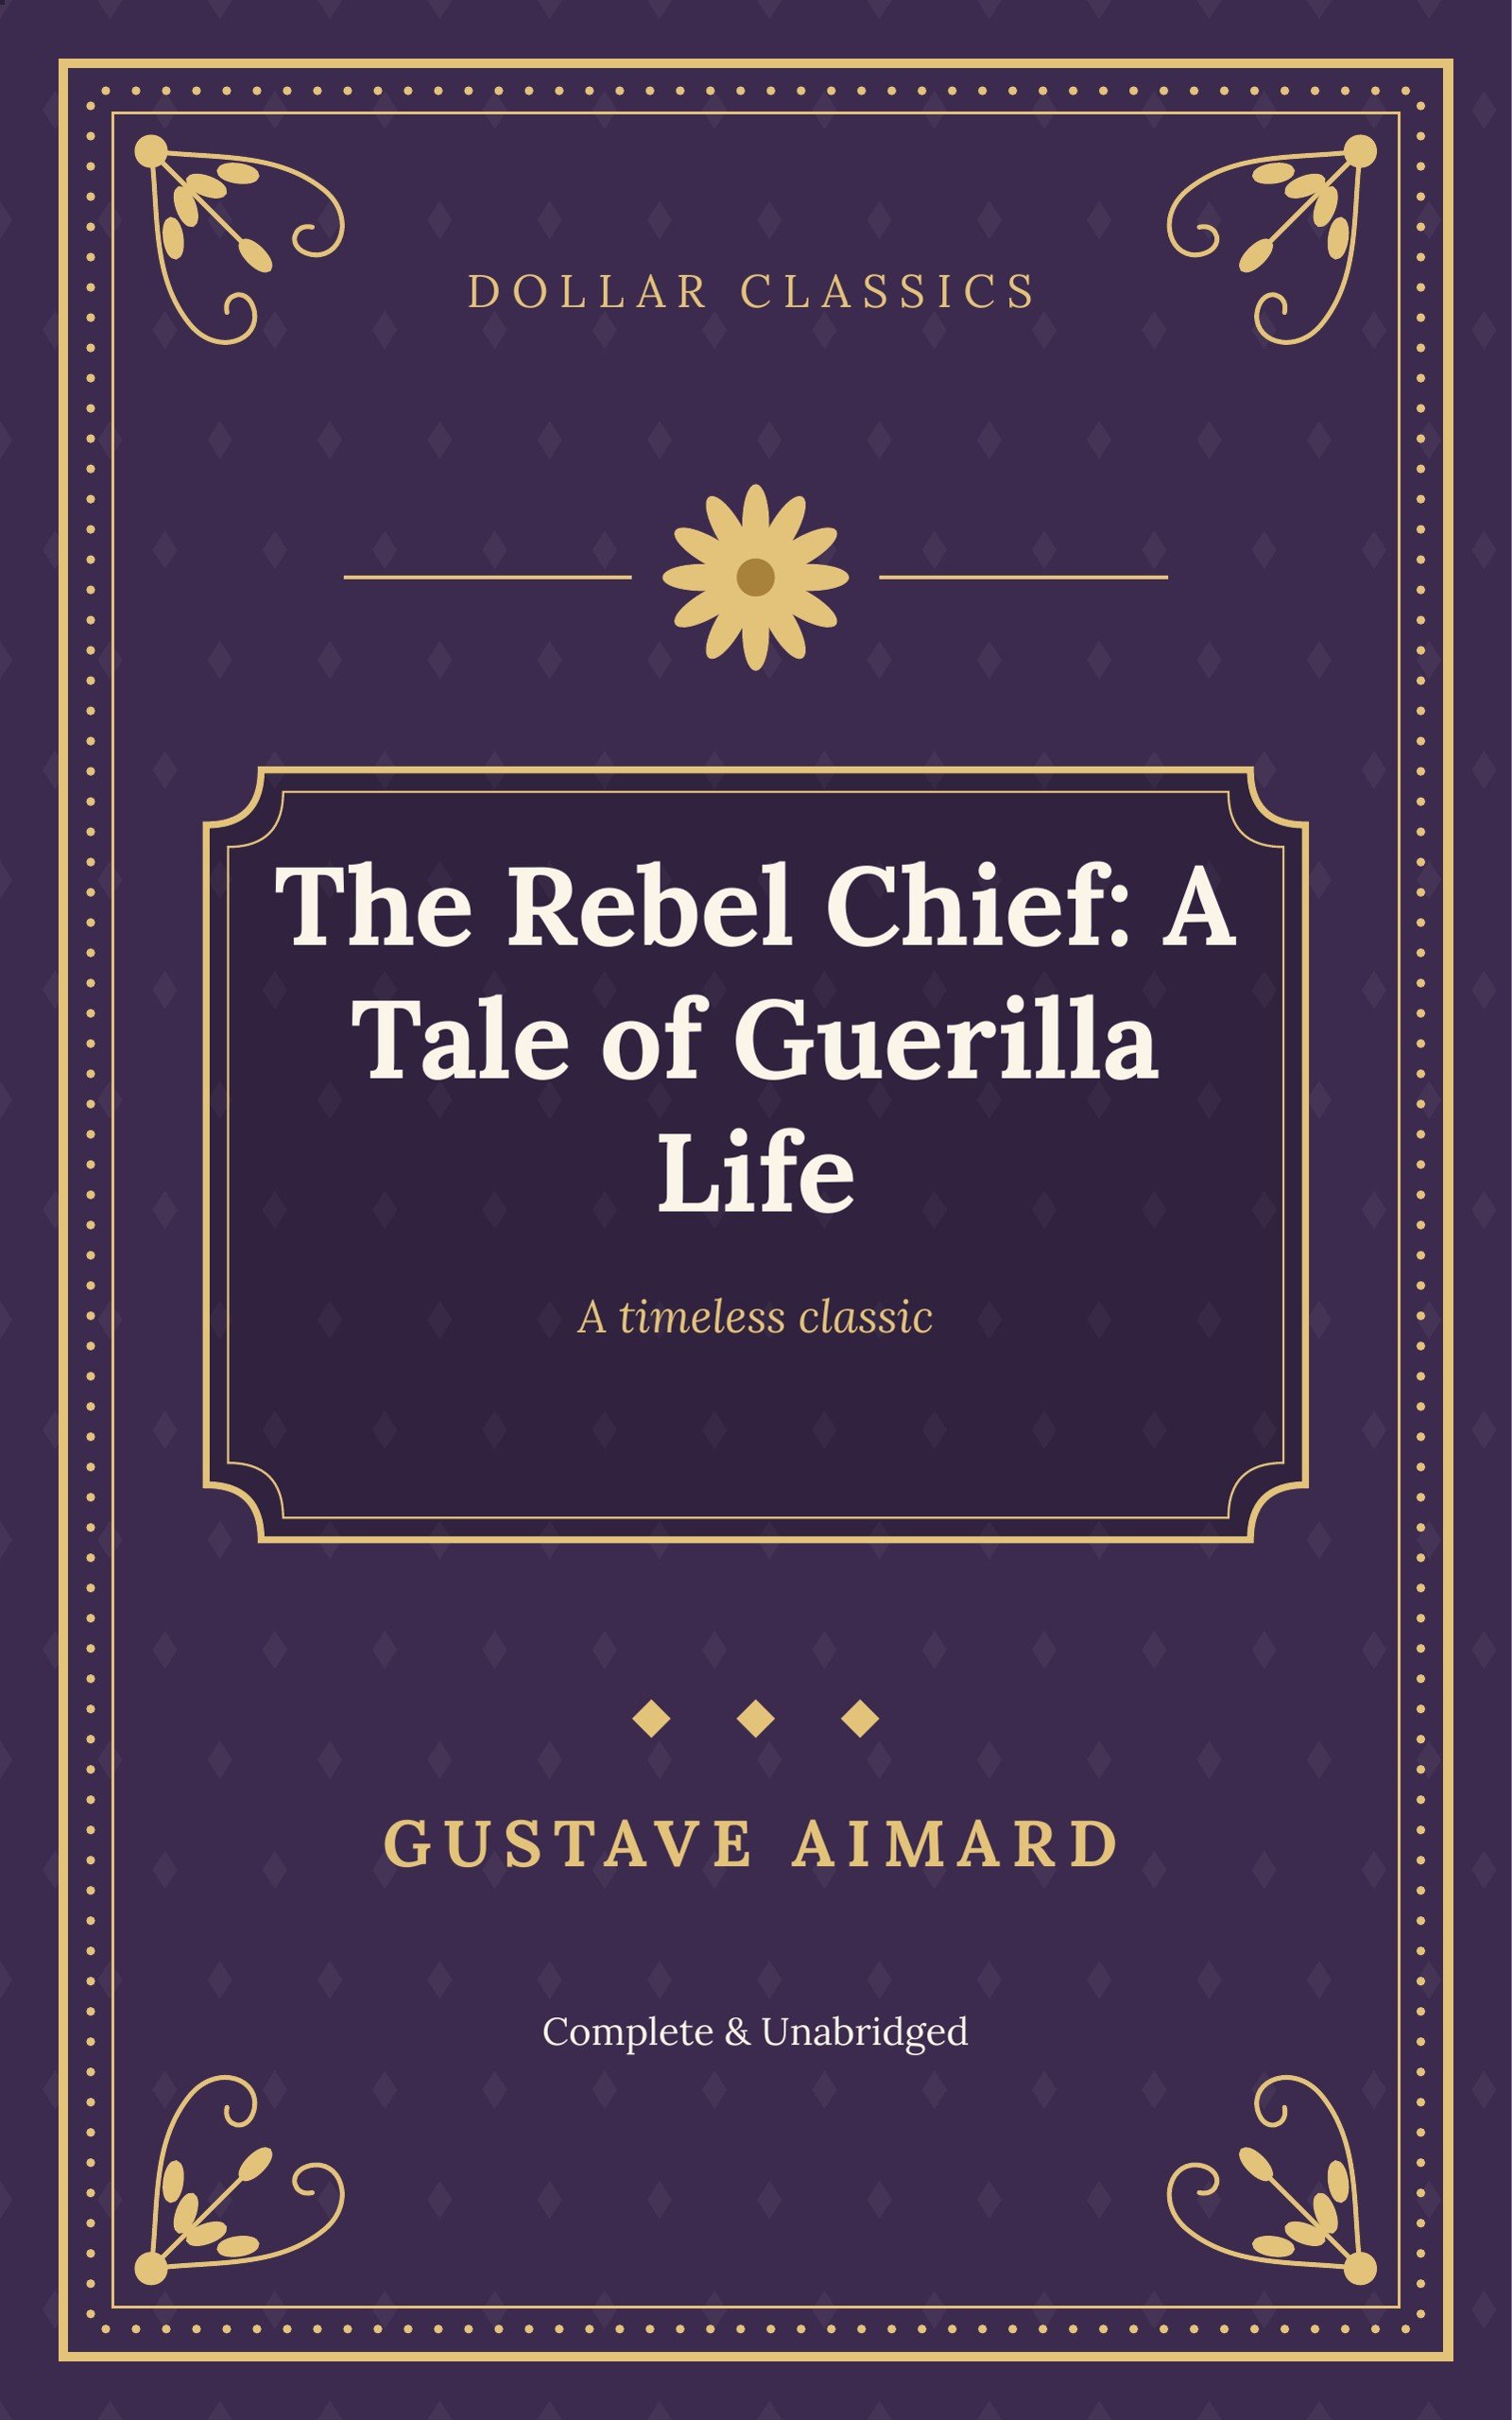 DOLLAR CLASSICS
The Rebel Chief: A
Tale of Guerilla
Life
A timeless classic
GUSTAVE AIMARD
Complete & Unabridged